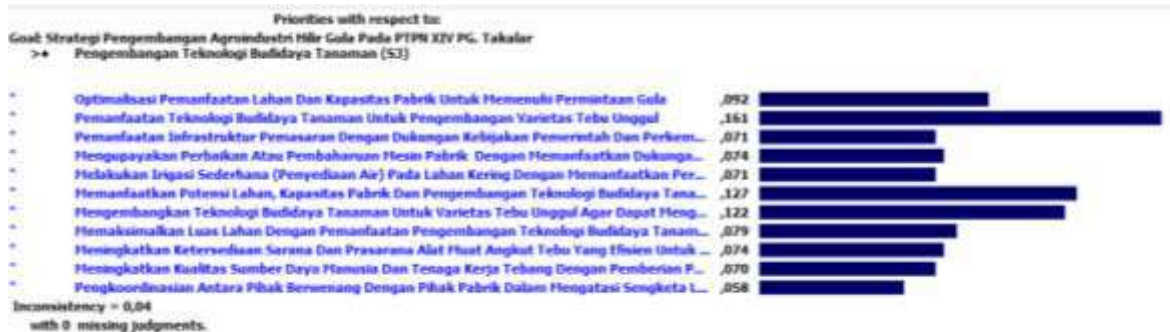 Priorities with respect to:
Goal: Strategi Pengembangan Agroindustri Hilir Gula Pada PTPN XIV PG. Takalar
>* Pengembangan Teknologi Budidaya Tanaman (S3)
Optimalisasi Pemanfaatan Lahan Dan Kapasitas Pabrik Untuk Memenuhi Permintaan Gula ,092
Pemanfaatan Teknologi Budidaya Tanaman Untuk Pengembangan Varietas Tebu Unggul ,161
Pemanfaatan Infrastruktur Pemasaran Dengan Dukungan Kebijakan Pemerintah Dan Perkem... ,071
Mengupayakan Perbaikan Atau Pembaharuan Mesin Pabrik Dengan Memanfaatkan Dukunga... ,074
Melakukan Irigasi Sederhana (Penyediaan Air) Pada Lahan Kering Dengan Memanfaatkan Per... ,071
Memanfaatkan Potensi Lahan, Kapasitas Pabrik Dan Pengembangan Teknologi Budidaya Tana... ,127
Mengembangkan Teknologi Budidaya Tanaman Untuk Varietas Tebu Unggul Agar Dapat Meng... ,122
Memaksimalkan Luas Lahan Dengan Pemanfaatan Pengembangan Teknologi Budidaya Tanam... ,079
Meningkatkan Ketersediaan Sarana Dan Prasarana Alat Muat Angkut Tebu Yang Efisien Untuk ... ,074
Meningkatkan Kualitas Sumber Daya Manusia Dan Tenaga Kerja Tebang Dengan Pemberian P... ,070
Pengkoordinasian Antara Pihak Berwenang Dengan Pihak Pabrik Dalam Mengatasi Sengketa L... ,058
Inconsistency = 0,04
with 0 missing judgments.